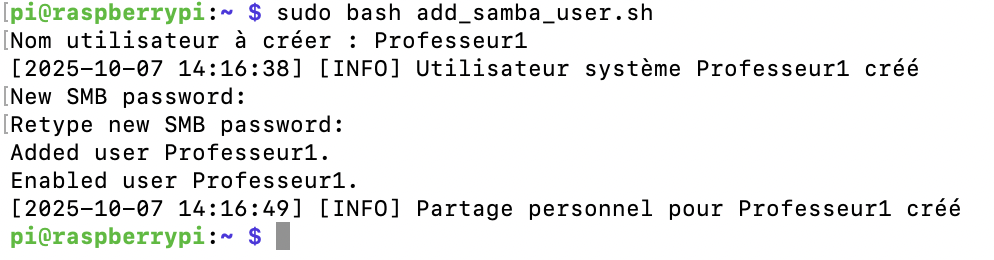 [pi@raspberrypi:~ $ sudo bash add_samba_user.sh
[Nom utilisateur à créer : Professeur1
[2025-10-07 14:16:38] [INFO] Utilisateur système Professeur1 créé
[New SMB password:
[Retype new SMB password:
Added user Professeur1.
Enabled user Professeur1.
[2025-10-07 14:16:49] [INFO] Partage personnel pour Professeur1 créé
pi@raspberrypi:~ $